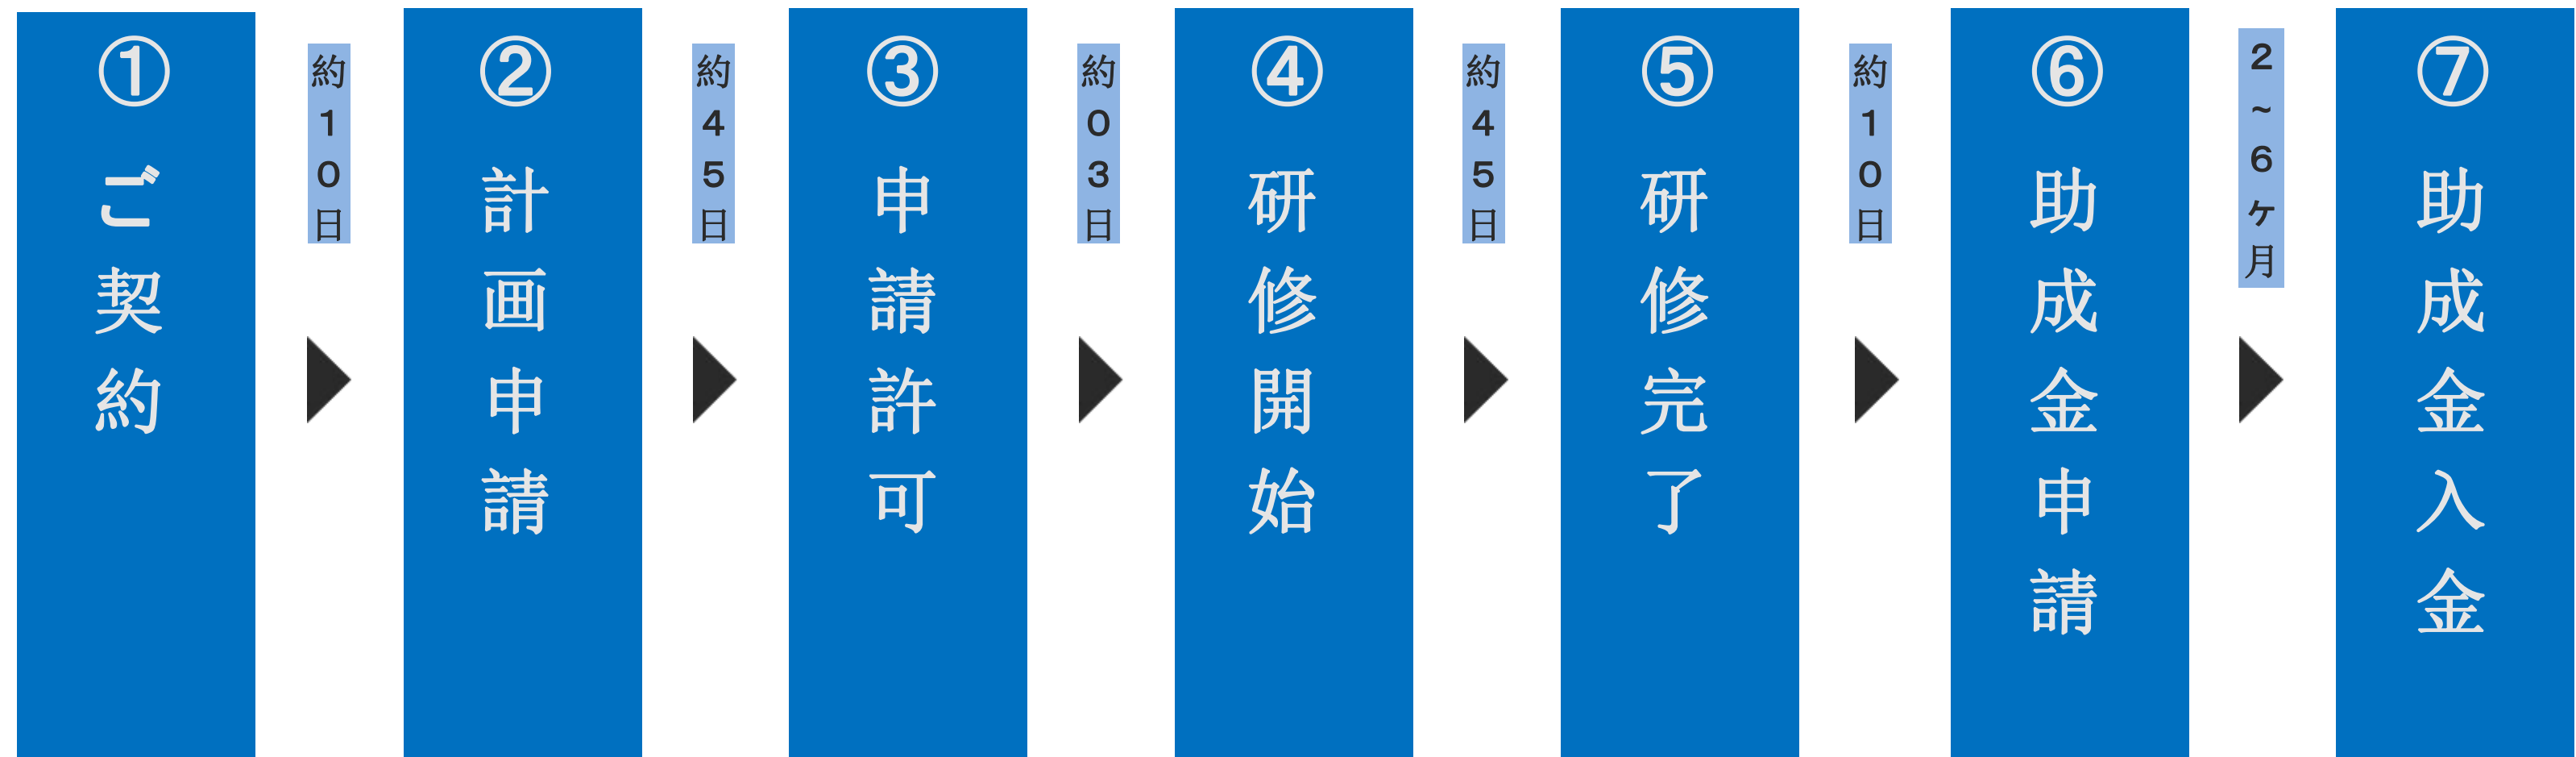 ①ご契約
約10日
②計画申請
約45日
③申請許可
約03日
④研修開始
約45日
⑤研修完了
約10日
⑥助成金申請
2~6ヶ月
⑦助成金入金